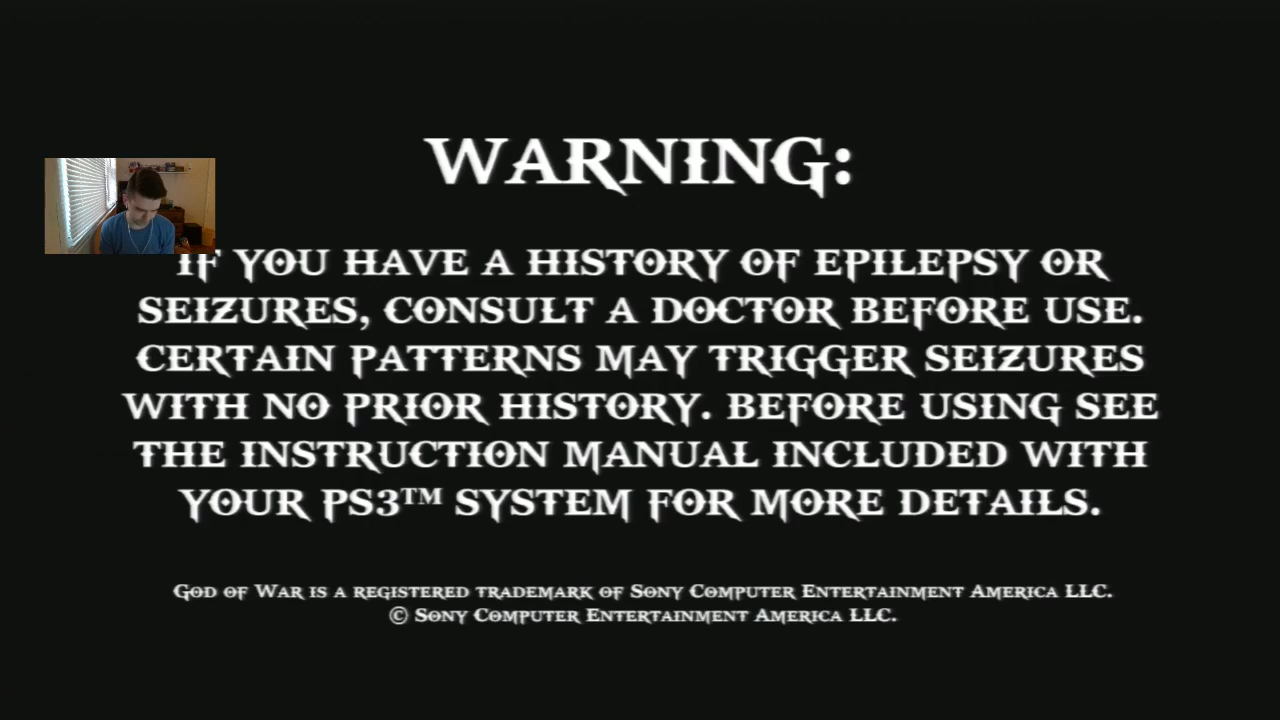 WARNING:
IF YOU HAVE A HISTORY OF EPILEPSY OR
SEIZURES, CONSULT A DOCTOR BEFORE USE.
CERTAIN PATTERNS MAY TRIGGER SEIZURES
WITH NO PRIOR HISTORY. BEFORE USING SEE
THE INSTRUCTION MANUAL INCLUDED WITH
YOUR PS3™ SYSTEM FOR MORE DETAILS.
GOD OF WAR IS A REGISTERED TRADEMARK OF SONY COMPUTER ENTERTAINMENT AMERICA LLC.
© SONY COMPUTER ENTERTAINMENT AMERICA LLC.